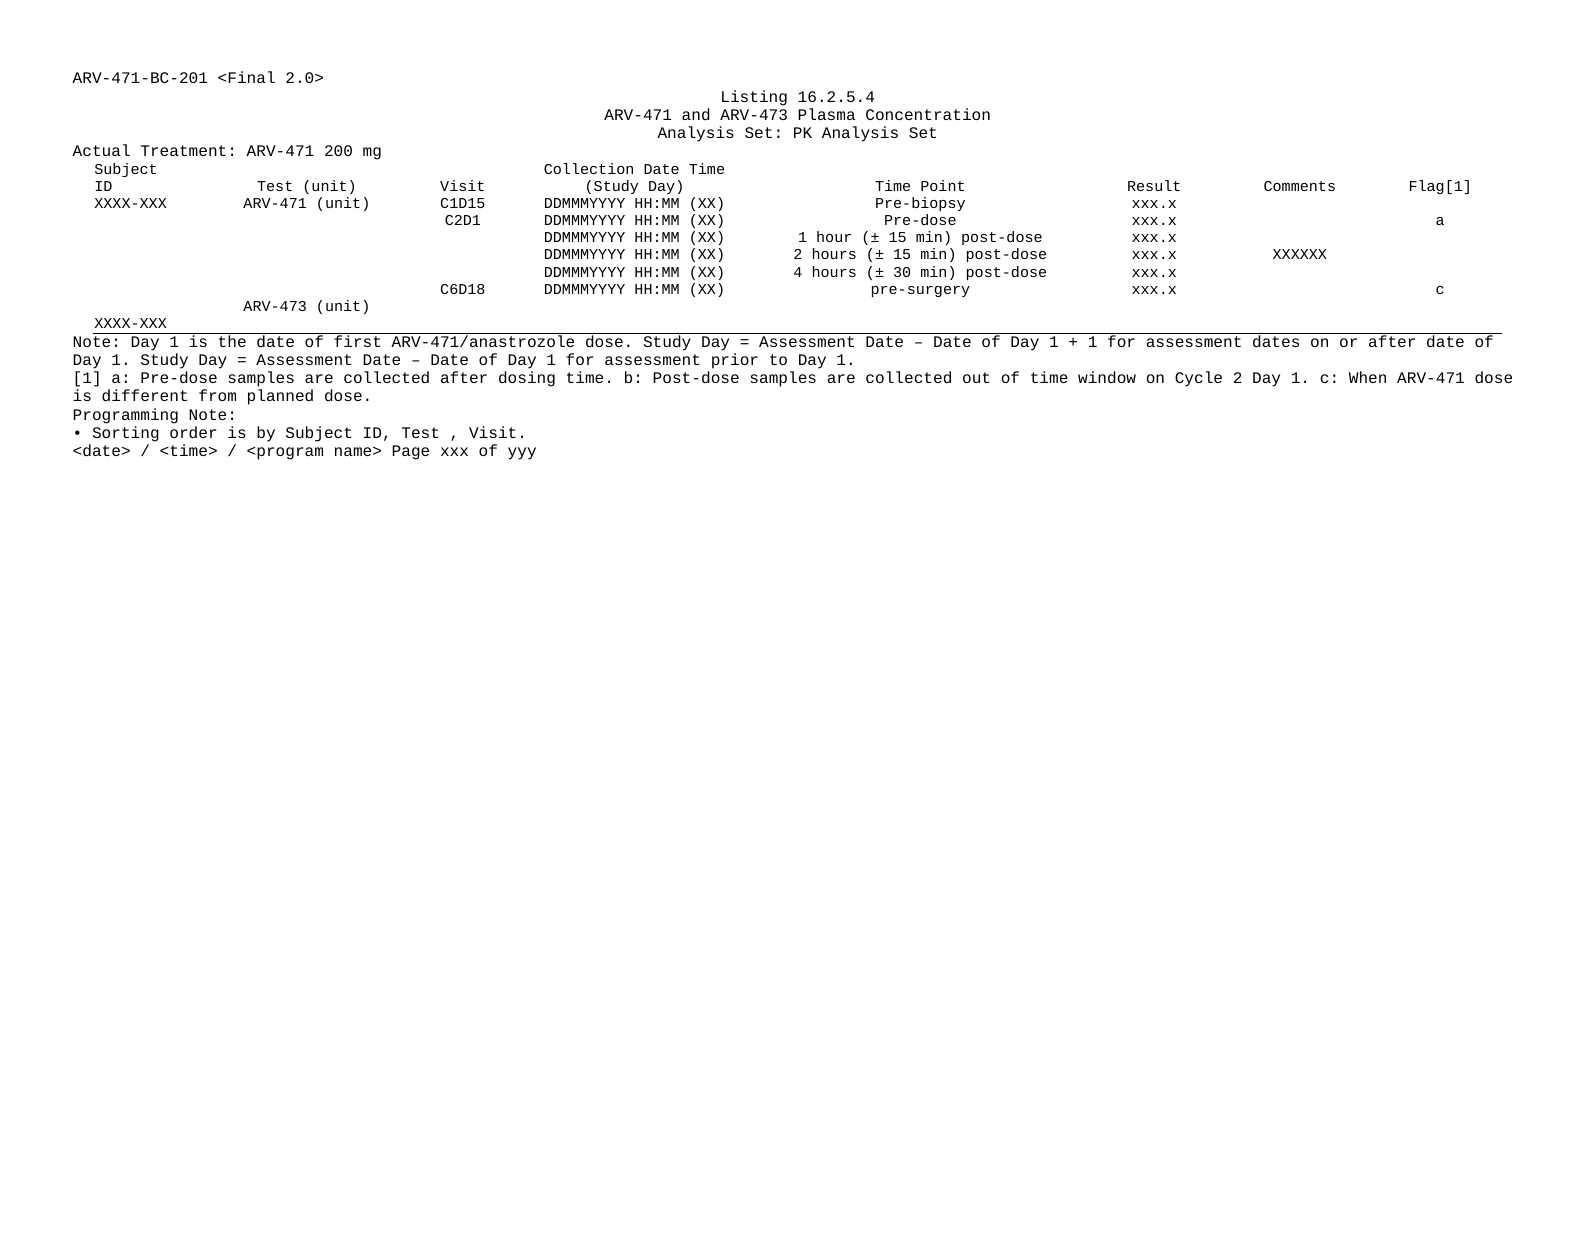 ARV-471-BC-201 <Final 2.0>
Listing 16.2.5.4
ARV-471 and ARV-473 Plasma Concentration
Analysis Set: PK Analysis Set
Actual Treatment: ARV-471 200 mg
Subject Collection Date Time
ID Test (unit) Visit (Study Day) Time Point Result Comments Flag[1]
XXXX-XXX ARV-471 (unit) C1D15 DDMMMYYYY HH:MM (XX) Pre-biopsy xxx.x
C2D1 DDMMMYYYY HH:MM (XX) Pre-dose xxx.x a
DDMMMYYYY HH:MM (XX) 1 hour (± 15 min) post-dose xxx.x
DDMMMYYYY HH:MM (XX) 2 hours (± 15 min) post-dose xxx.x XXXXXX
DDMMMYYYY HH:MM (XX) 4 hours (± 30 min) post-dose xxx.x
C6D18 DDMMMYYYY HH:MM (XX) pre-surgery xxx.x c
ARV-473 (unit)
XXXX-XXX
Note: Day 1 is the date of first ARV-471/anastrozole dose. Study Day = Assessment Date – Date of Day 1 + 1 for assessment dates on or after date of
Day 1. Study Day = Assessment Date – Date of Day 1 for assessment prior to Day 1.
[1] a: Pre-dose samples are collected after dosing time. b: Post-dose samples are collected out of time window on Cycle 2 Day 1. c: When ARV-471 dose
is different from planned dose.
Programming Note:
• Sorting order is by Subject ID, Test , Visit.
<date> / <time> / <program name> Page xxx of yyy